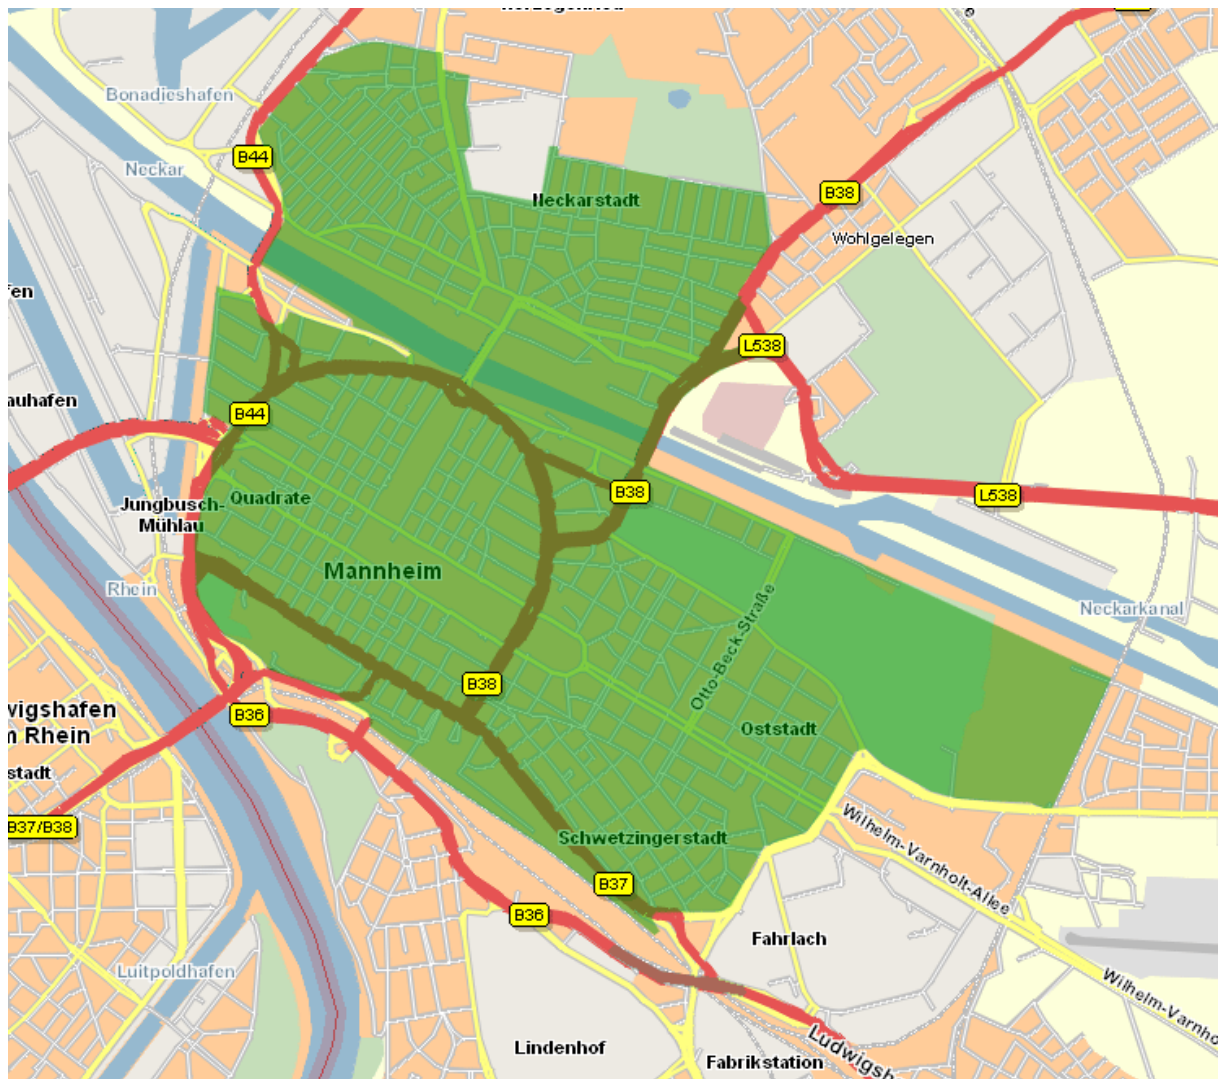 Herzogenried
Bonadieshafen
B44
Neckar
B38
Neckarstadt
Wohlgelegen
fen
L538
auhafen
B44
Quadrate
B38
L538
Jungbusch-
Mühlau
Mannheim
Rhein
Neckarkanal
Otto-Beck-Straße
B38
wigshafen
m Rhein
B36
Oststadt
stadt
B37/B38
Schwetzingerstadt
Wilhelm-Varnholt-Allee
B37
B36
Fahrlach
Luitpoldhafen
Wilhelm-Varnho
Lindenhof
Ludwigsh
Fabrikstation